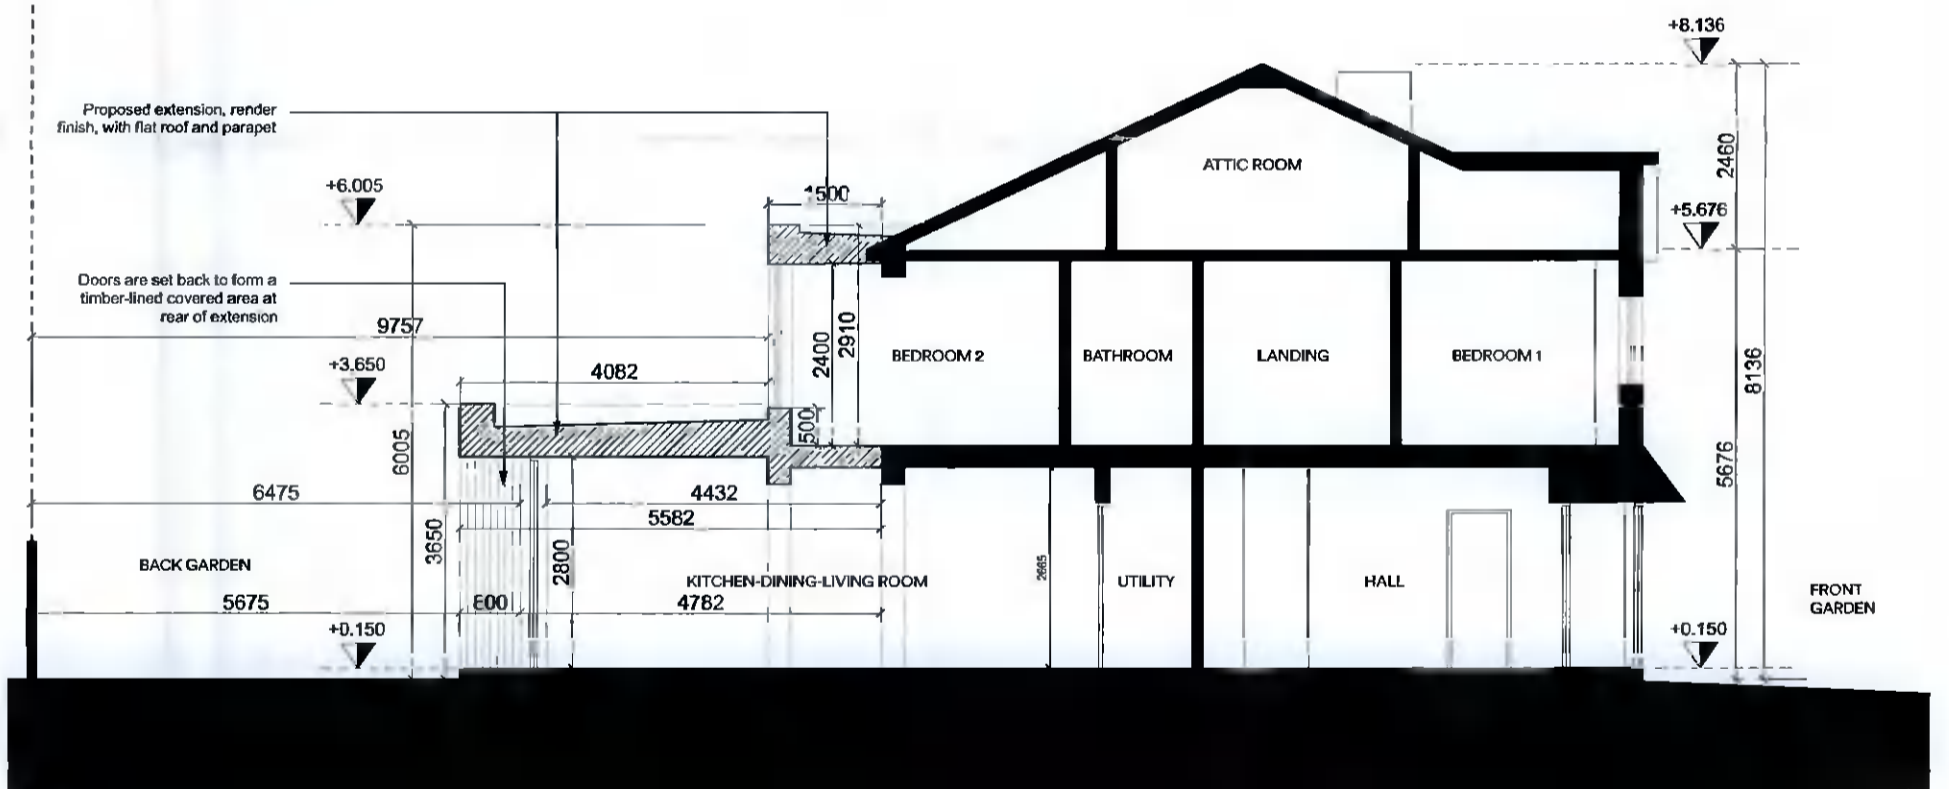 +8.136
Proposed extension, render
finish, with flat roof and parapet
2460
ATTIC ROOM
+6.005
1500
+5.676
Doors are set back to form a
timber-lined covered area at
rear of extension
9757
+3.650
4082
2400
2910
BEDROOM 2
BATHROOM
LANDING
BEDROOM 1
8136
500
6005
5676
6475
4432
5582
3650
2800
2665
BACK GARDEN
KITCHEN-DINING-LIVING ROOM
UTILITY
HALL
FRONT
GARDEN
5675
800
4782
+0.150
+0.150